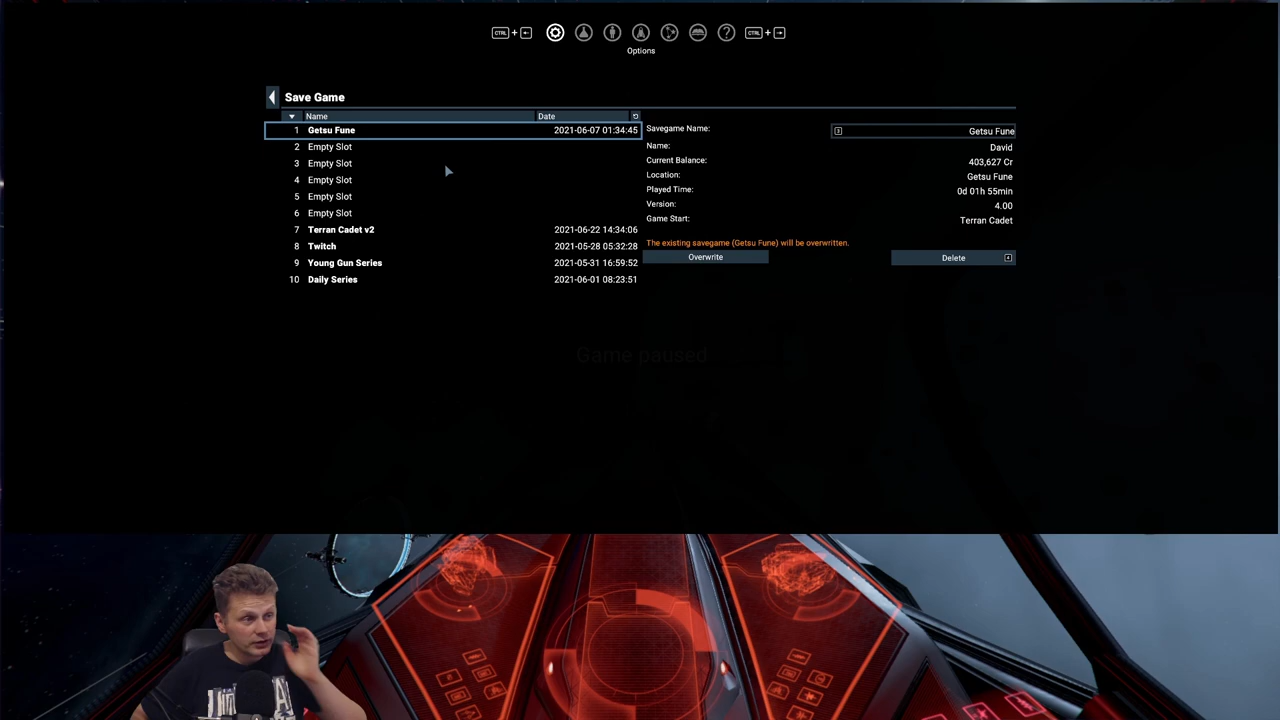 CTRL + ← ? CTRL + →
Options
Save Game
Name Date
1 Getsu Fune 2021-06-07 01:34:45
2 Empty Slot
3 Empty Slot
4 Empty Slot
5 Empty Slot
6 Empty Slot
7 Terran Cadet v2 2021-06-22 14:34:06
8 Twitch 2021-05-28 05:32:28
9 Young Gun Series 2021-05-31 16:59:52
10 Daily Series 2021-06-01 08:23:51
Savegame Name: Getsu Fune
Name: David
Current Balance: 403,627 Cr
Location: Getsu Fune
Played Time: 0d 01h 55min
Version: 4.00
Game Start: Terran Cadet
The existing savegame (Getsu Fune) will be overwritten.
Overwrite Delete
Game paused